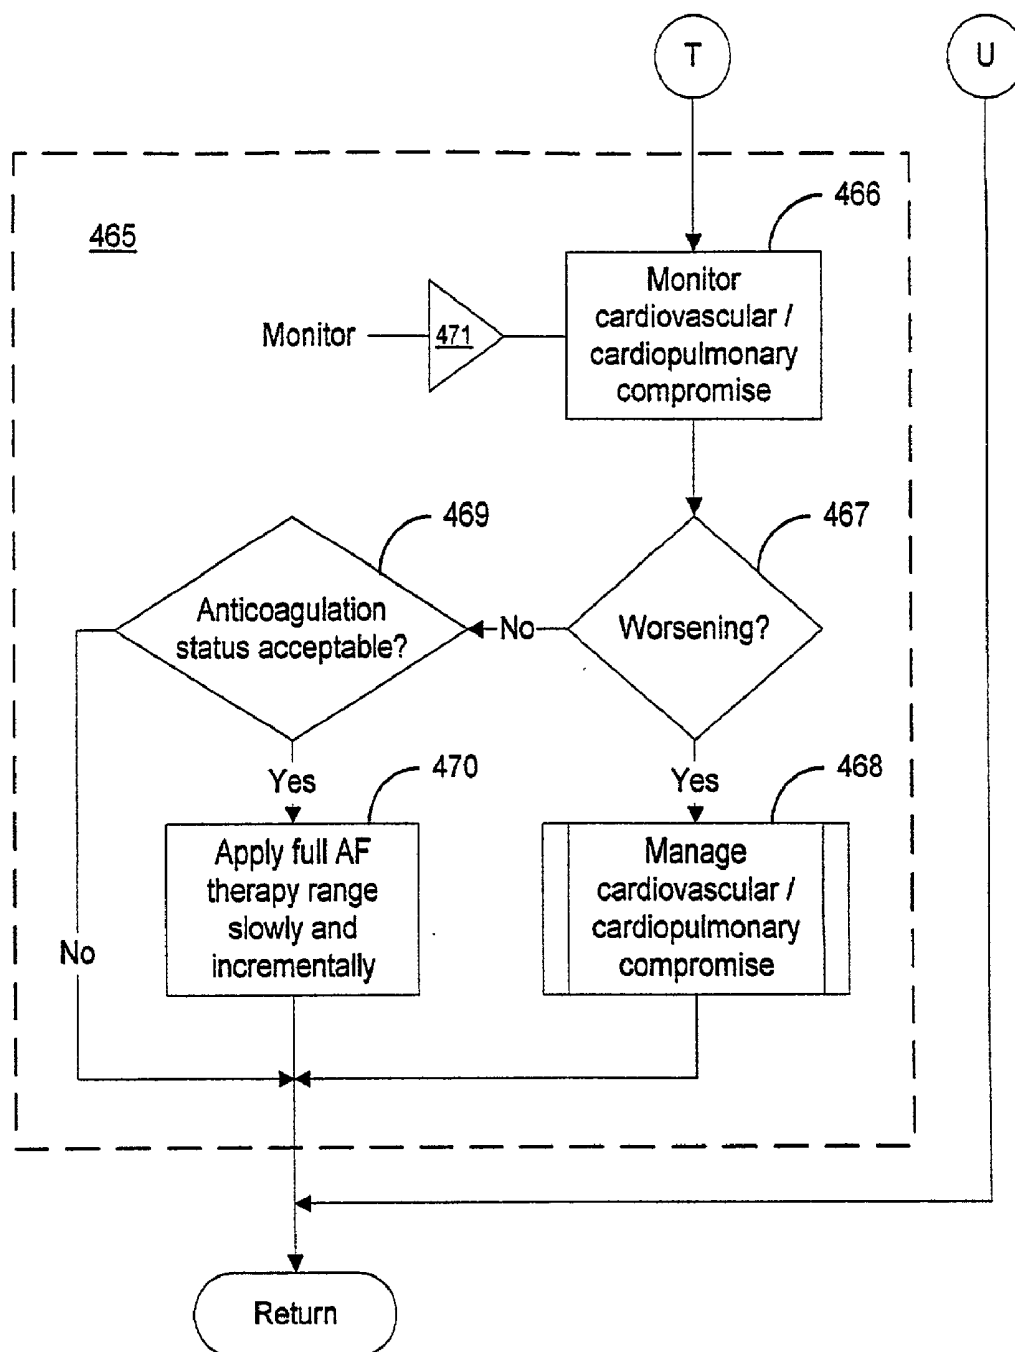 T
U
465
466
Monitor
cardiovascular /
cardiopulmonary
compromise
Monitor
471
469
467
Anticoagulation
status acceptable?
No
Worsening?
Yes
470
Yes
468
Apply full AF
therapy range
slowly and
incrementally
Manage
cardiovascular /
cardiopulmonary
compromise
No
Return